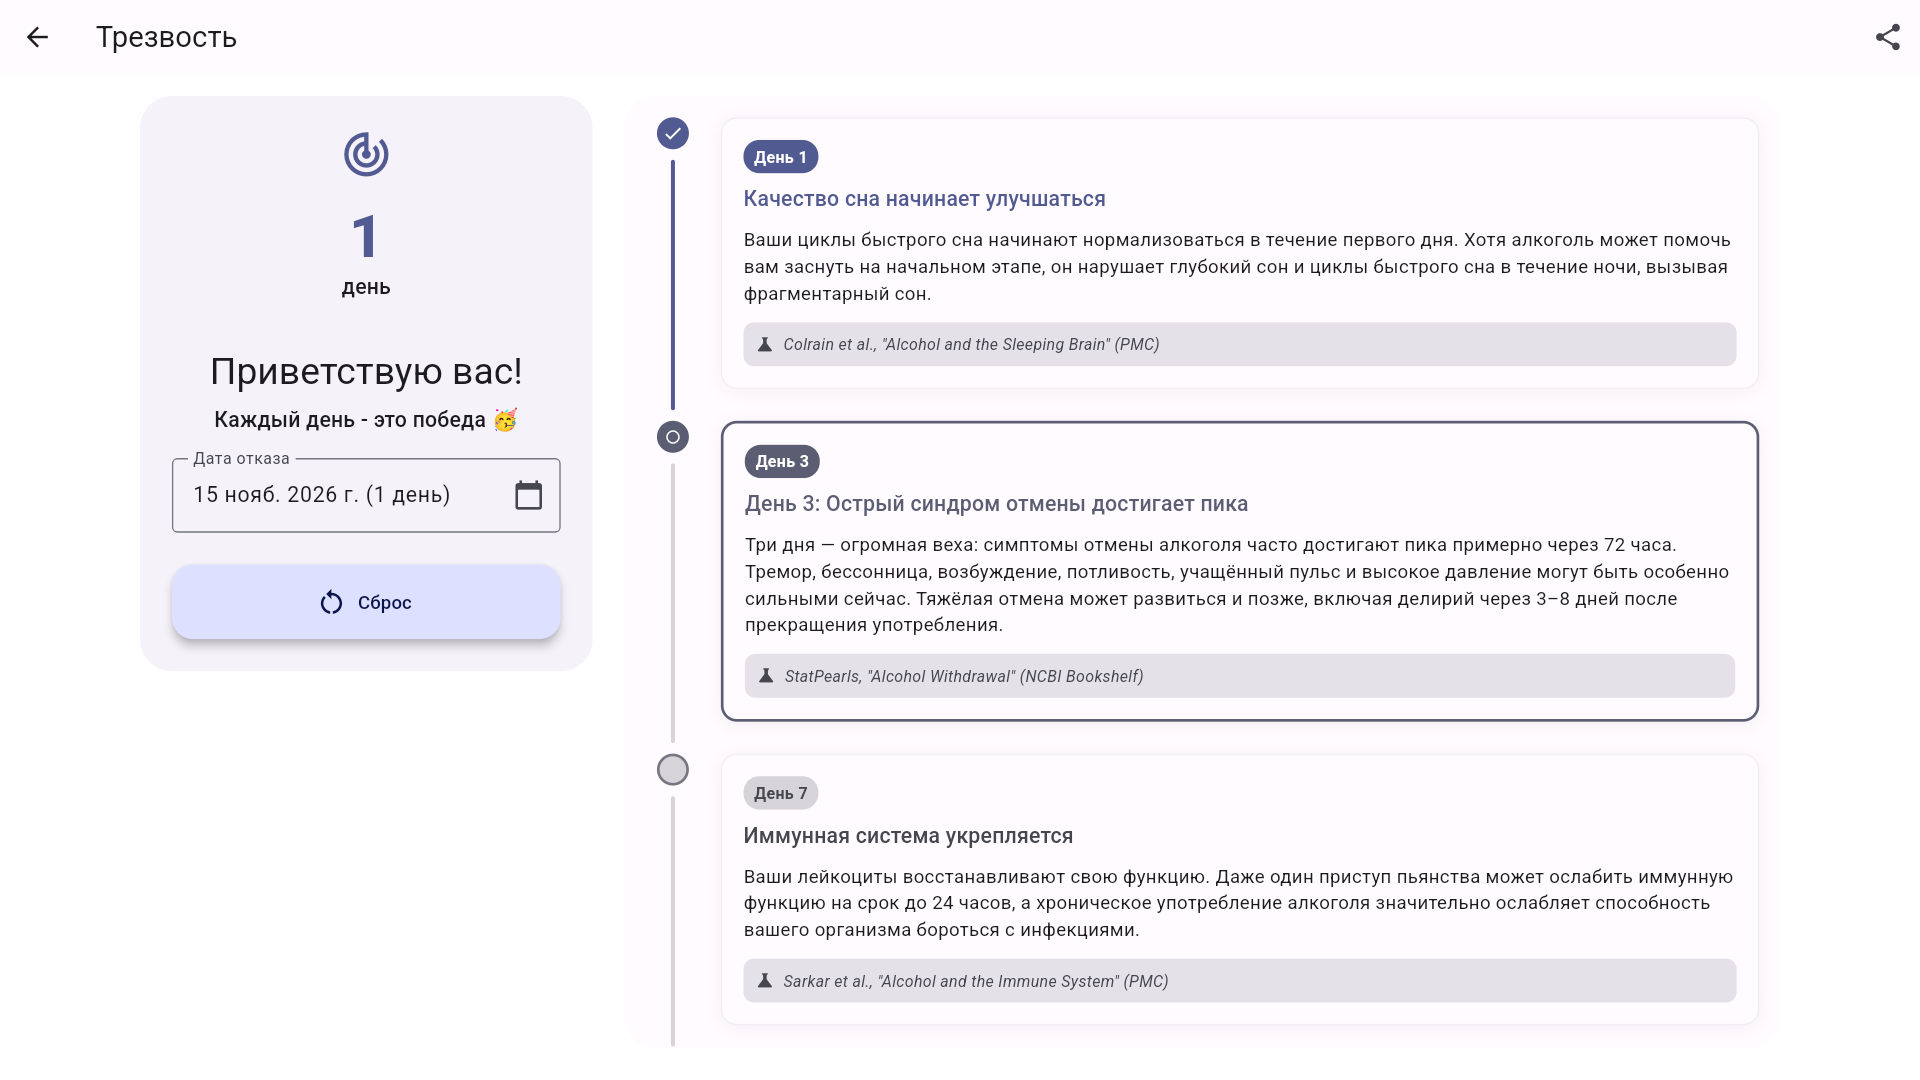 Трезвость
1
день
Приветствую вас!
Каждый день - это победа 🥳
Дата отказа
15 нояб. 2026 г. (1 день)
Сброс
День 1
Качество сна начинает улучшаться
Ваши циклы быстрого сна начинают нормализоваться в течение первого дня. Хотя алкоголь может помочь
вам заснуть на начальном этапе, он нарушает глубокий сон и циклы быстрого сна в течение ночи, вызывая
фрагментарный сон.
Colrain et al., "Alcohol and the Sleeping Brain" (PMC)
День 3
День 3: Острый синдром отмены достигает пика
Три дня — огромная веха: симптомы отмены алкоголя часто достигают пика примерно через 72 часа.
Тремор, бессонница, возбуждение, потливость, учащённый пульс и высокое давление могут быть особенно
сильными сейчас. Тяжёлая отмена может развиться и позже, включая делирий через 3–8 дней после
прекращения употребления.
StatPearls, "Alcohol Withdrawal" (NCBI Bookshelf)
День 7
Иммунная система укрепляется
Ваши лейкоциты восстанавливают свою функцию. Даже один приступ пьянства может ослабить иммунную
функцию на срок до 24 часов, а хроническое употребление алкоголя значительно ослабляет способность
вашего организма бороться с инфекциями.
Sarkar et al., "Alcohol and the Immune System" (PMC)